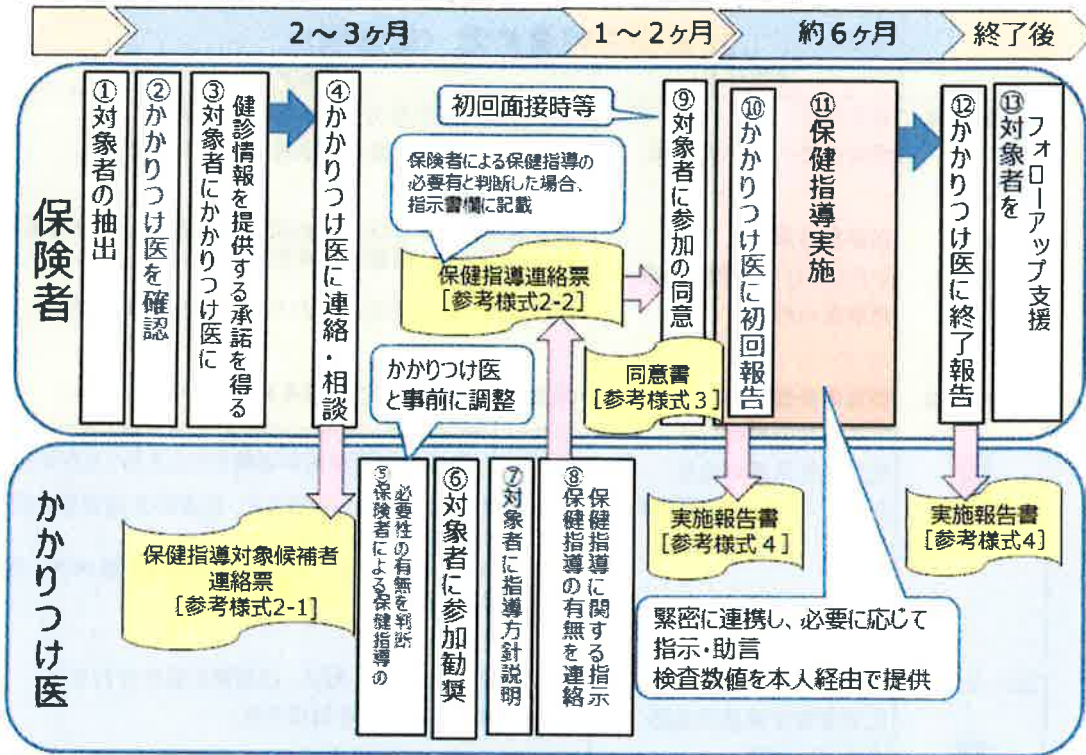 2～3ヶ月
1～2ヶ月
約6ヶ月
終了後
保険者
①対象者の抽出
②かかりつけ医を確認
③対象者にかかりつけ医に
健診情報を提供する承諾を得る
④かかりつけ医に連絡・相談
初回面接時等
保険者による保健指導の
必要有と判断した場合、
指示書欄に記載
保健指導連絡票
[参考様式2-2]
かかりつけ医
と事前に調整
⑨対象者に参加の同意
同意書
[参考様式3]
⑩かかりつけ医に初回報告
⑪保健指導実施
⑫かかりつけ医に終了報告
⑬対象者を
フォローアップ支援
かかりつけ医
保健指導対象候補者
連絡票
[参考様式2-1]
⑤保険者による保健指導の
必要性の有無を判断
⑥対象者に参加勧奨
⑦対象者に指導方針説明
⑧保健指導の有無を連絡
保健指導に関する指示
実施報告書
[参考様式4]
実施報告書
[参考様式4]
緊密に連携し、必要に応じて
指示・助言
検査数値を本人経由で提供